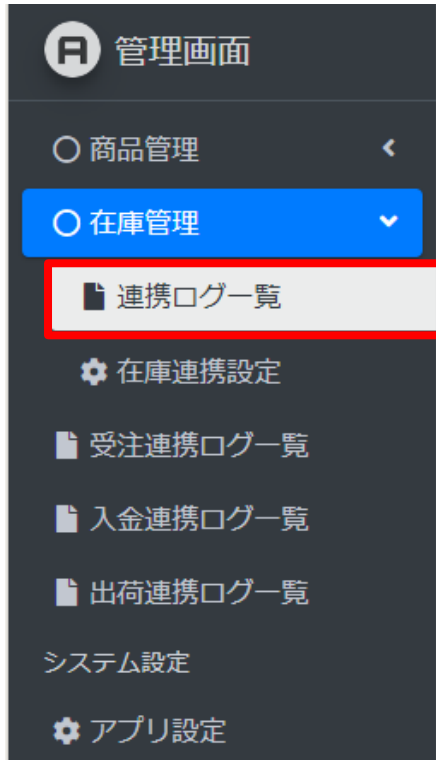 管理画面
商品管理
在庫管理
連携ログ一覧
在庫連携設定
受注連携ログ一覧
入金連携ログ一覧
出荷連携ログ一覧
システム設定
アプリ設定